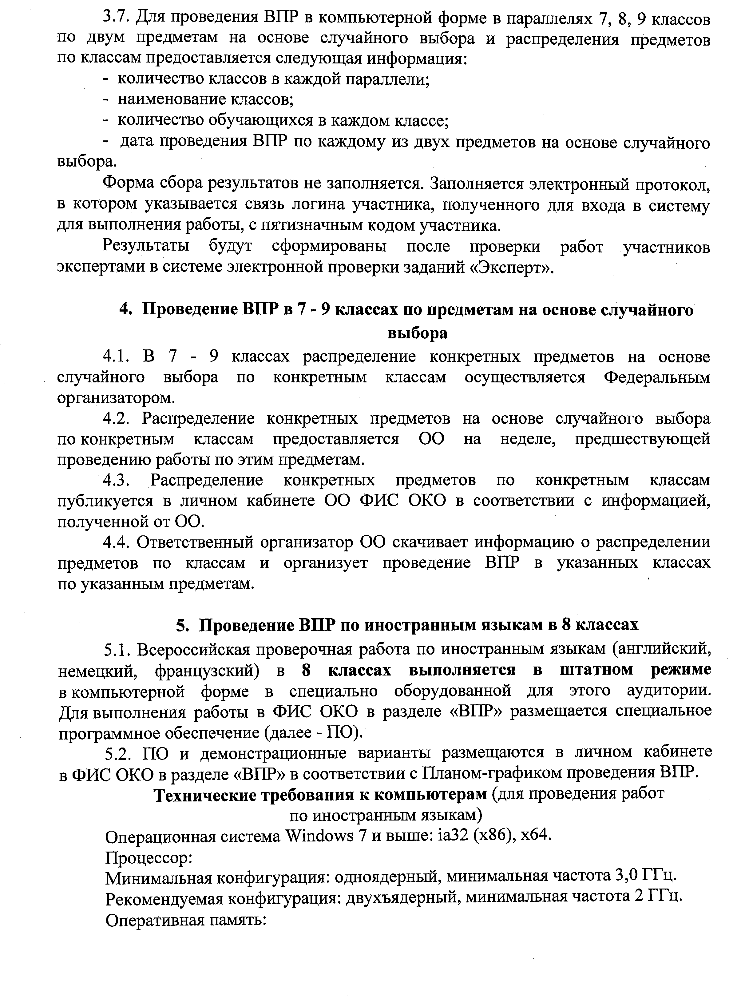 3.7. Для проведения ВПР в компьютерной форме в параллелях 7, 8, 9 классов
по двум предметам на основе случайного выбора и распределения предметов
по классам предоставляется следующая информация:
- количество классов в каждой параллели;
- наименование классов;
- количество обучающихся в каждом классе;
- дата проведения ВПР по каждому из двух предметов на основе случайного
выбора.
Форма сбора результатов не заполняется. Заполняется электронный протокол,
в котором указывается связь логина участника, полученного для входа в систему
для выполнения работы, с пятизначным кодом участника.
Результаты будут сформированы после проверки работ участников
экспертами в системе электронной проверки заданий «Эксперт».
4. Проведение ВПР в 7 - 9 классах по предметам на основе случайного
выбора
4.1. В 7 - 9 классах распределение конкретных предметов на основе
случайного выбора по конкретным классам осуществляется Федеральным
организатором.
4.2. Распределение конкретных предметов на основе случайного выбора
по конкретным классам предоставляется ОО на неделе, предшествующей
проведению работы по этим предметам.
4.3. Распределение конкретных предметов по конкретным классам
публикуется в личном кабинете ОО ФИС ОКО в соответствии с информацией,
полученной от ОО.
4.4. Ответственный организатор ОО скачивает информацию о распределении
предметов по классам и организует проведение ВПР в указанных классах
по указанным предметам.
5. Проведение ВПР по иностранным языкам в 8 классах
5.1. Всероссийская проверочная работа по иностранным языкам (английский,
немецкий, французский) в 8 классах выполняется в штатном режиме
в компьютерной форме в специально оборудованной для этого аудитории.
Для выполнения работы в ФИС ОКО в разделе «ВПР» размещается специальное
программное обеспечение (далее - ПО).
5.2. ПО и демонстрационные варианты размещаются в личном кабинете
в ФИС ОКО в разделе «ВПР» в соответствии с Планом-графиком проведения ВПР.
Технические требования к компьютерам (для проведения работ
по иностранным языкам)
Операционная система Windows 7 и выше: ia32 (x86), x64.
Процессор:
Минимальная конфигурация: одноядерный, минимальная частота 3,0 ГГц.
Рекомендуемая конфигурация: двухъядерный, минимальная частота 2 ГГц.
Оперативная память: